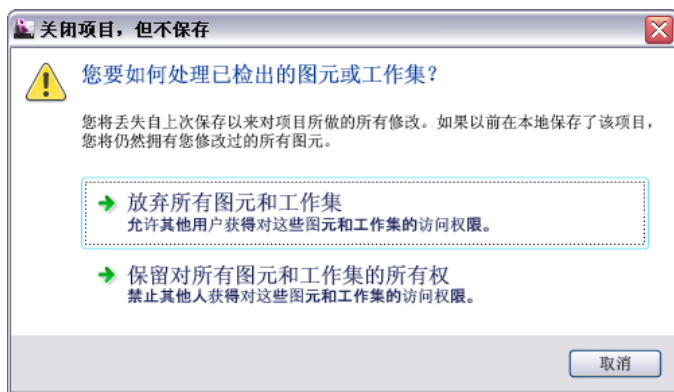 关闭项目，但不保存
您要如何处理已检出的图元或工作集？
您将丢失自上次保存以来对项目所做的所有修改。如果以前在本地保存了该项目，
您将仍然拥有您修改过的所有图元。
放弃所有图元和工作集
允许其他用户获得对这些图元和工作集的访问权限。
保留对所有图元和工作集的所有权
禁止其他人获得对这些图元和工作集的访问权限。
取消